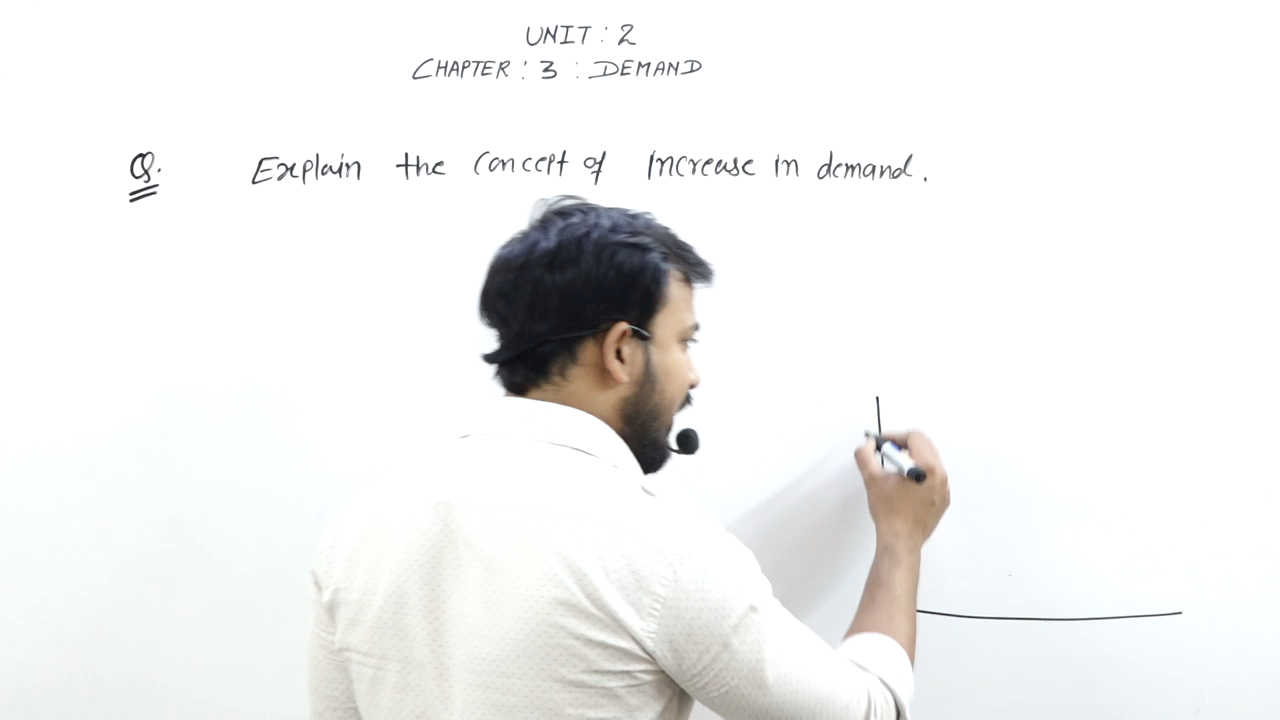 UNIT : 2
CHAPTER : 3 : DEMAND
Q. Explain the concept of increase in demand.